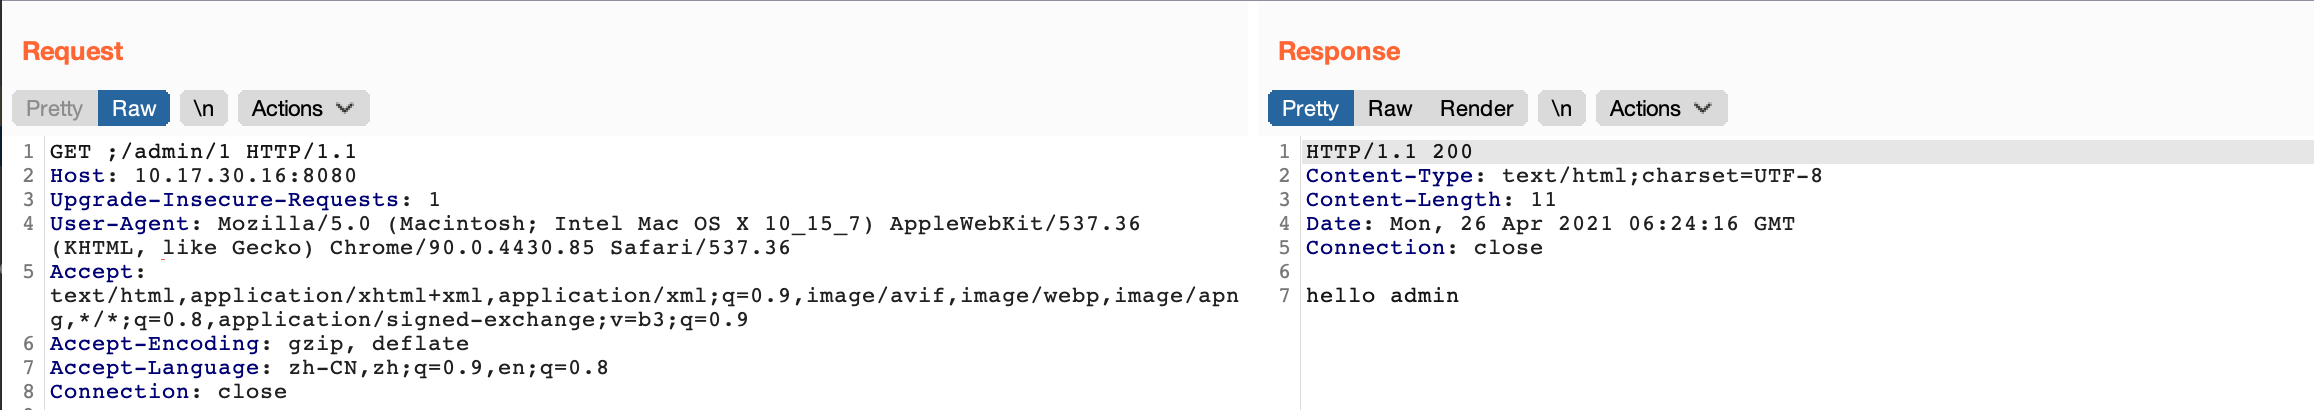 Request
Pretty Raw \n Actions
1 GET ;/admin/1 HTTP/1.1
2 Host: 10.17.30.16:8080
3 Upgrade-Insecure-Requests: 1
4 User-Agent: Mozilla/5.0 (Macintosh; Intel Mac OS X 10_15_7) AppleWebKit/537.36
(KHTML, like Gecko) Chrome/90.0.4430.85 Safari/537.36
5 Accept:
text/html,application/xhtml+xml,application/xml;q=0.9,image/avif,image/webp,image/apn
g,*/*;q=0.8,application/signed-exchange;v=b3;q=0.9
6 Accept-Encoding: gzip, deflate
7 Accept-Language: zh-CN,zh;q=0.9,en;q=0.8
8 Connection: close
Response
Pretty Raw Render \n Actions
1 HTTP/1.1 200
2 Content-Type: text/html;charset=UTF-8
3 Content-Length: 11
4 Date: Mon, 26 Apr 2021 06:24:16 GMT
5 Connection: close
6
7 hello admin